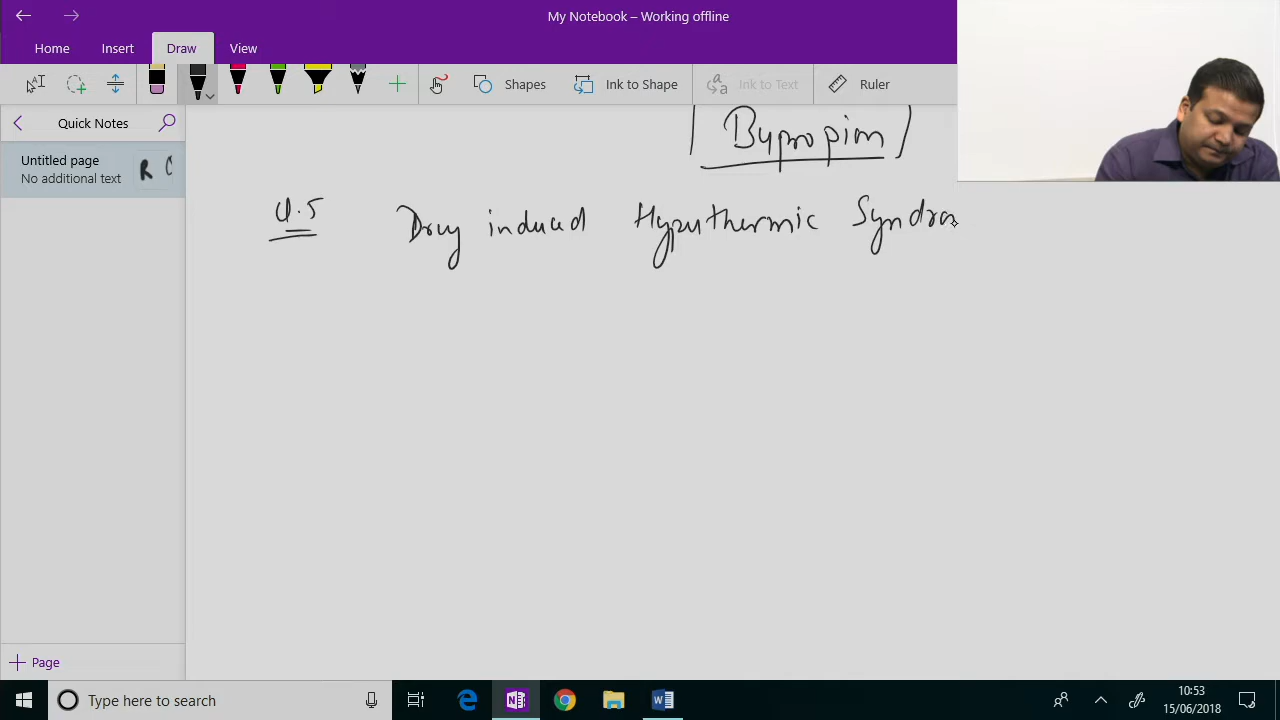 My Notebook – Working offline
Home Insert Draw View
Shapes Ink to Shape Ink to Text Ruler
Quick Notes
Untitled page
No additional text
R C
Bupropion
Q.5 Drug induced Hyperthermic Syndrom
Page
Type here to search
10:53
15/06/2018